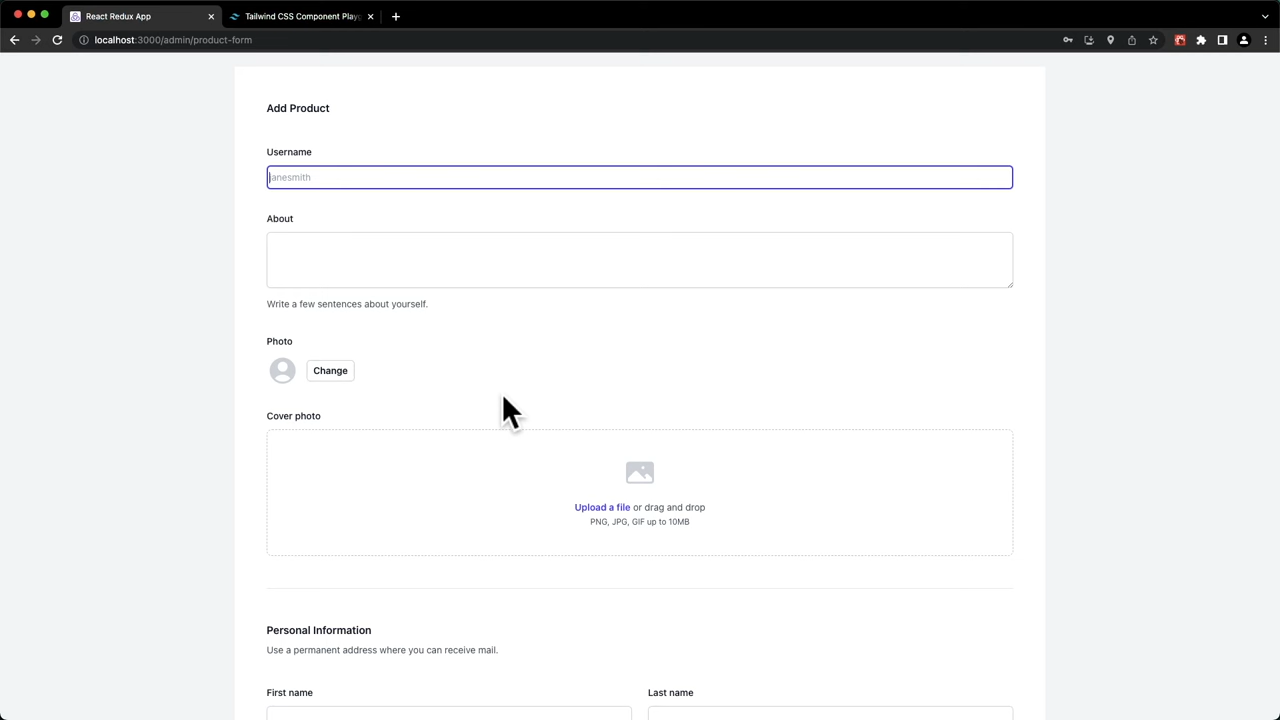 React Redux App
Tailwind CSS Component Playg
localhost:3000/admin/product-form
Add Product
Username
janesmith
About
Write a few sentences about yourself.
Photo
Change
Cover photo
Upload a file or drag and drop
PNG, JPG, GIF up to 10MB
Personal Information
Use a permanent address where you can receive mail.
First name
Last name